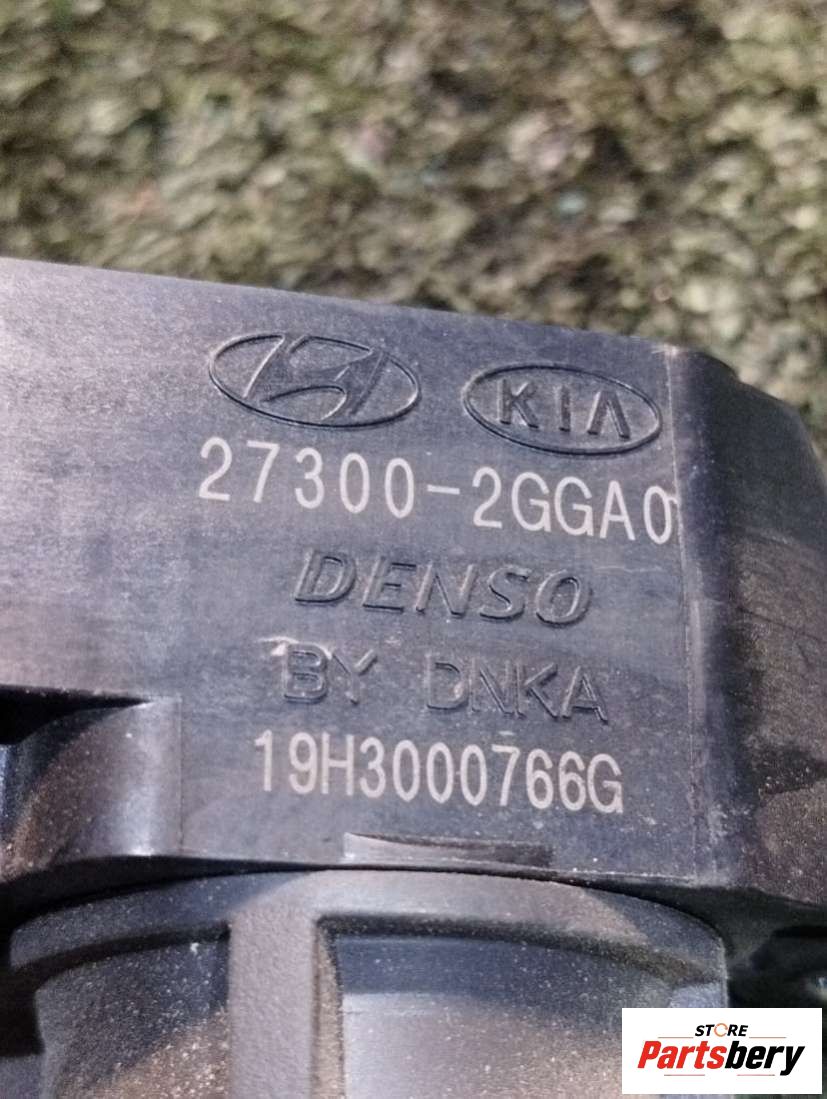 KIA
27300-2GGA0
DENSO
BY DNKA
19H3000766G
STORE
Partsbery